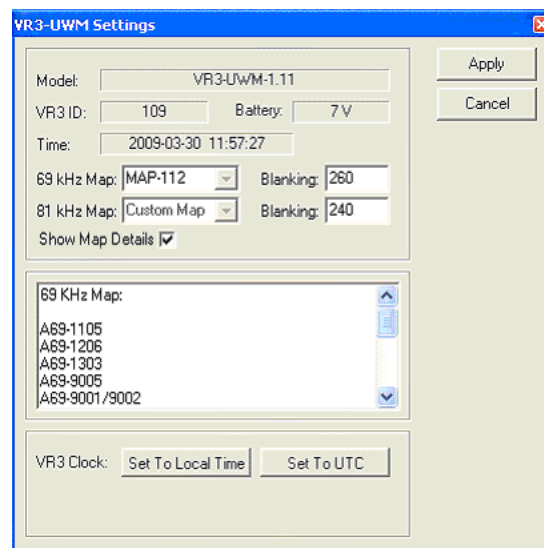 VR3-UWM Settings
Model: VR3-UWM-1.11
VR3 ID: 109 Battery: 7 V
Time: 2009-03-30 11:57:27
69 kHz Map: MAP-112 Blanking: 260
81 kHz Map: Custom Map Blanking: 240
Show Map Details
Apply
Cancel
69 KHz Map:
A69-1105
A69-1206
A69-1303
A69-9005
A69-9001/9002
VR3 Clock: Set To Local Time Set To UTC